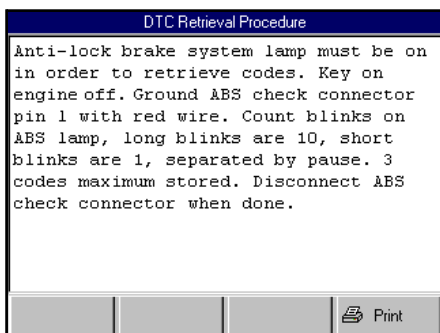 DTC Retrieval Procedure
Anti-lock brake system lamp must be on
in order to retrieve codes. Key on
engine off. Ground ABS check connector
pin 1 with red wire. Count blinks on
ABS lamp, long blinks are 10, short
blinks are 1, separated by pause. 3
codes maximum stored. Disconnect ABS
check connector when done.
Print